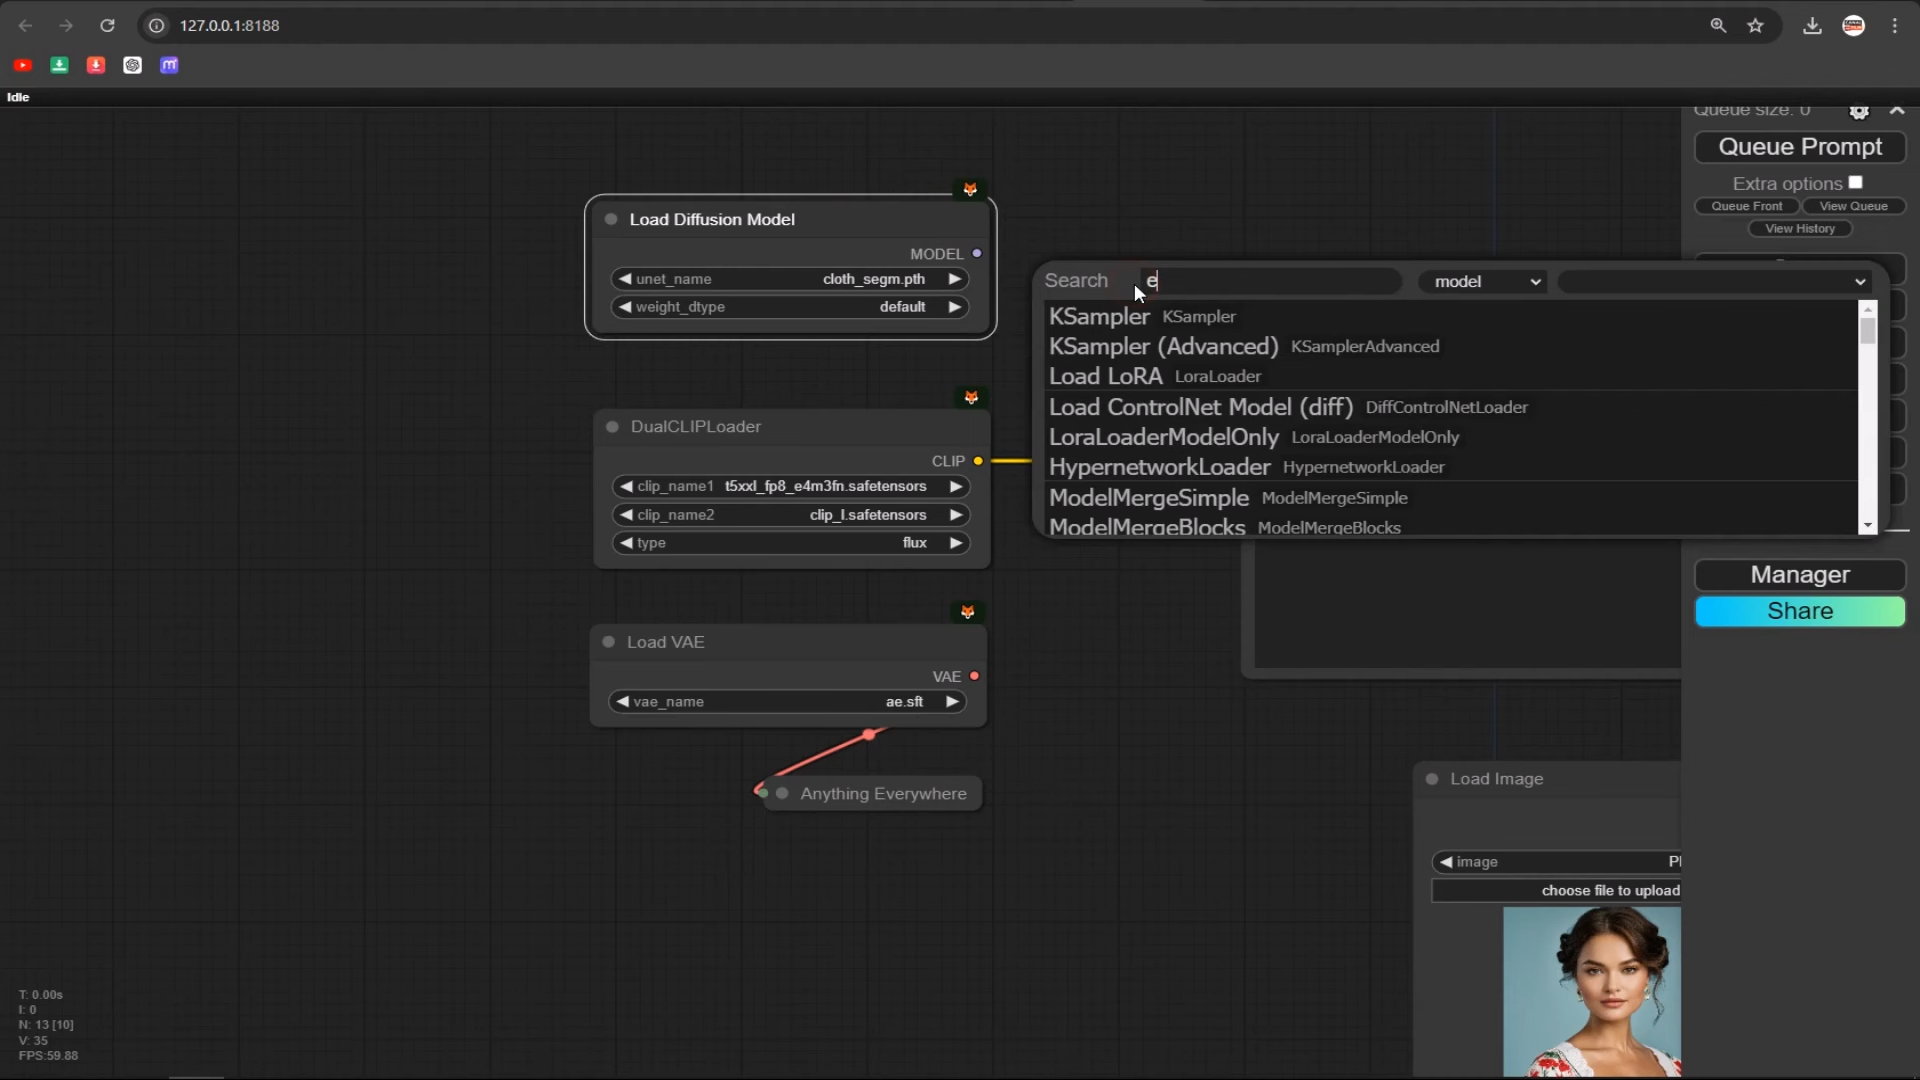 127.0.0.1:8188
Idle
Queue size: 0
Queue Prompt
Extra options
Queue Front
View Queue
View History
Load Diffusion Model
MODEL
unet_name cloth_segm.pth
weight_dtype default
Search e
model
KSampler KSampler
KSampler (Advanced) KSamplerAdvanced
Load LoRA LoraLoader
Load ControlNet Model (diff) DiffControlNetLoader
LoraLoaderModelOnly LoraLoaderModelOnly
HypernetworkLoader HypernetworkLoader
ModelMergeSimple ModelMergeSimple
ModelMergeBlocks ModelMergeBlocks
DualCLIPLoader
CLIP
clip_name1 t5xxl_fp8_e4m3fn.safetensors
clip_name2 clip_l.safetensors
type flux
Manager
Share
Load VAE
VAE
vae_name ae.sft
Anything Everywhere
Load Image
image
choose file to upload
T: 0.00s
I: 0
N: 13 [10]
V: 35
FPS:59.88